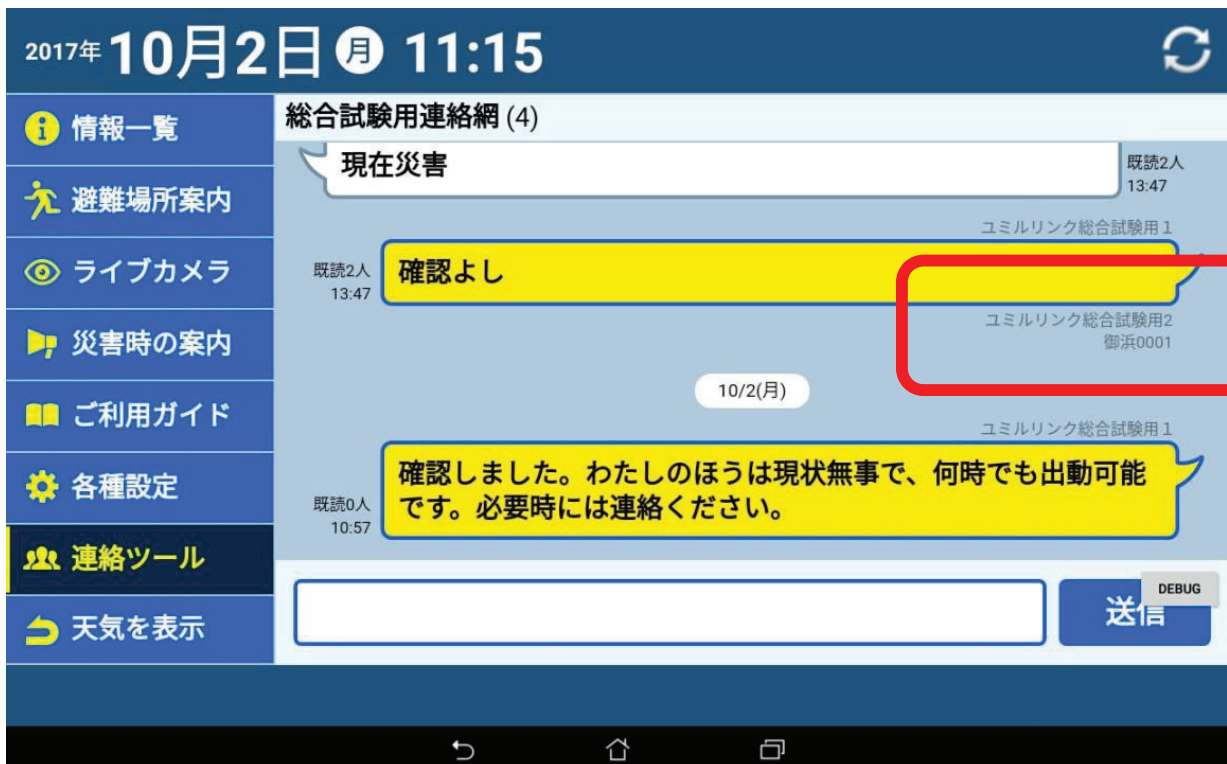 2017年10月2日 月 11:15
情報一覧
避難場所案内
ライブカメラ
災害時の案内
ご利用ガイド
各種設定
連絡ツール
天気を表示
総合試験用連絡網 (4)
現在災害
既読2人
13:47
ユミルリンク総合試験用1
確認よし
既読2人
13:47
ユミルリンク総合試験用2
御浜0001
10/2(月)
ユミルリンク総合試験用1
確認しました。わたしのほうは現状無事で、何時でも出動可能
です。必要時には連絡ください。
既読0人
10:57
送信
DEBUG